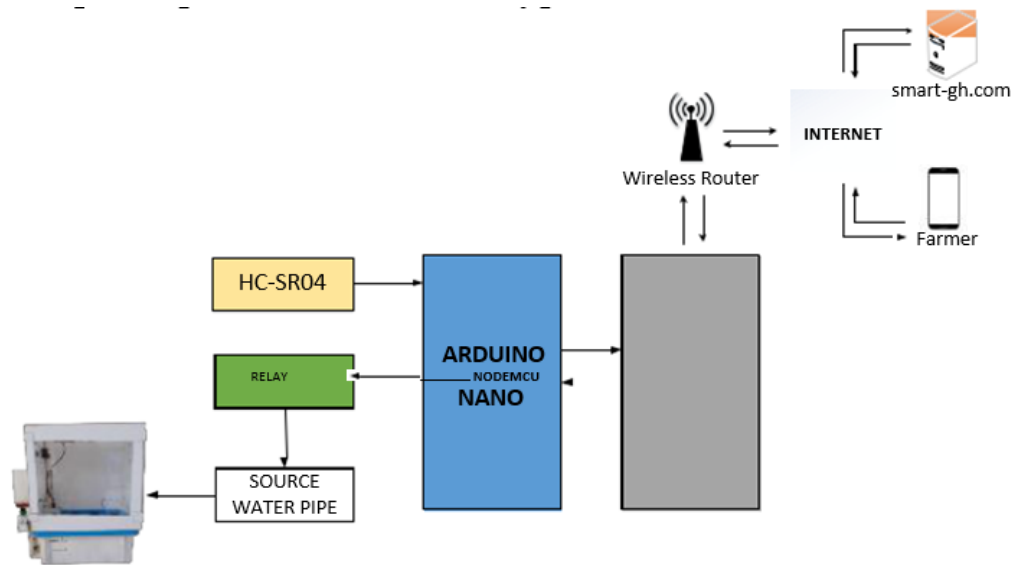 smart-gh.com
INTERNET
Wireless Router
Farmer
HC-SR04
ARDUINO
RELAY
NODEMCU
NANO
SOURCE
WATER PIPE